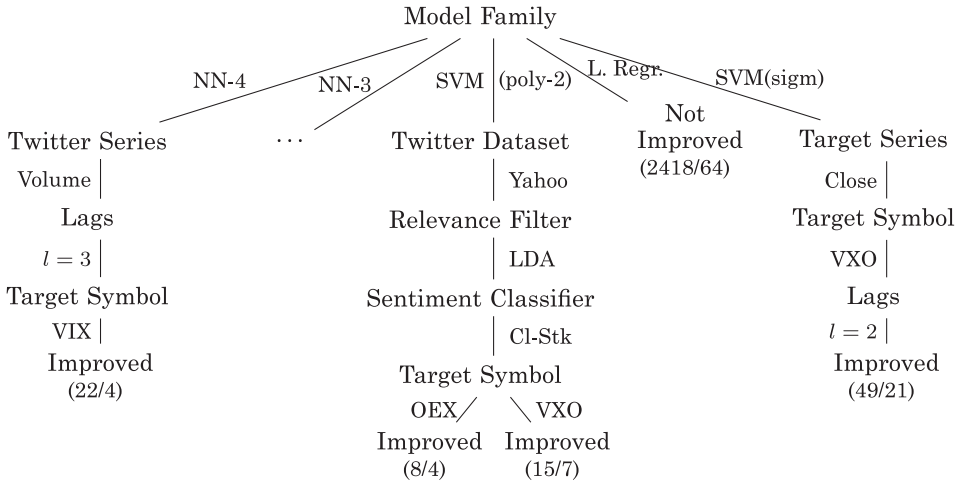 Model Family
NN-4
NN-3
SVM (poly-2)
L. Regr.
SVM(sigm)
Twitter Series
...
Twitter Dataset
Not
Improved
(2418/64)
Target Series
Volume
Yahoo
Close
Lags
Relevance Filter
Target Symbol
l = 3
LDA
VXO
Target Symbol
Sentiment Classifier
Lags
VIX
Cl-Stk
l = 2
Improved
(22/4)
Target Symbol
Improved
(49/21)
OEX
VXO
Improved
(8/4)
Improved
(15/7)